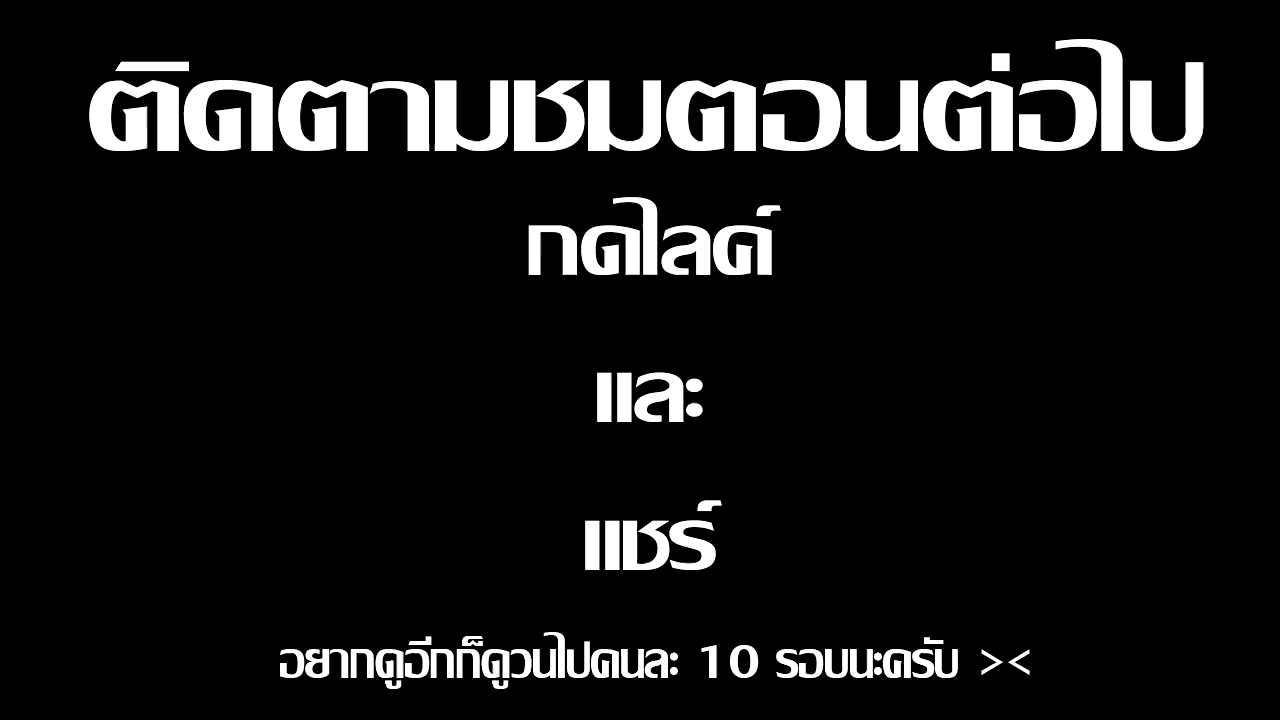 ติดตามชมตอนต่อไป
กดไลค์
และ
แชร์
อยากดูอีกก็ดูวนไปคนละ 10 รอบนะครับ ><